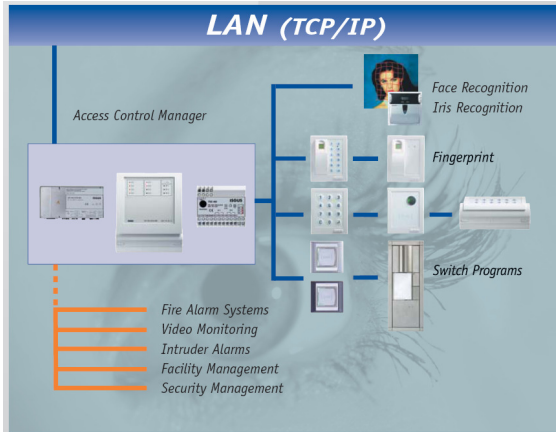 LAN (TCP/IP)
Access Control Manager
Face Recognition
Iris Recognition
Fingerprint
Switch Programs
Fire Alarm Systems
Video Monitoring
Intruder Alarms
Facility Management
Security Management